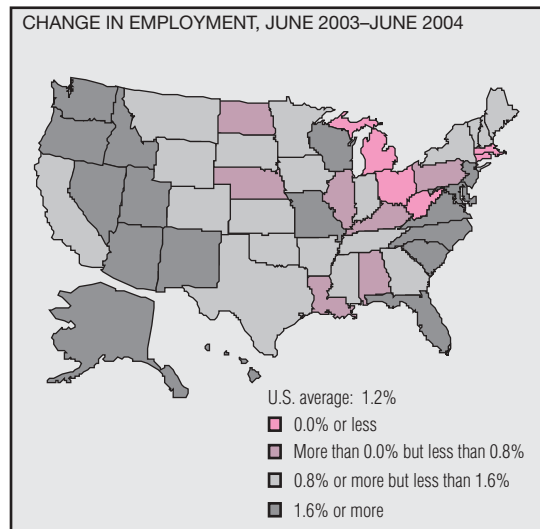 CHANGE IN EMPLOYMENT, JUNE 2003–JUNE 2004
U.S. average: 1.2%
0.0% or less
More than 0.0% but less than 0.8%
0.8% or more but less than 1.6%
1.6% or more